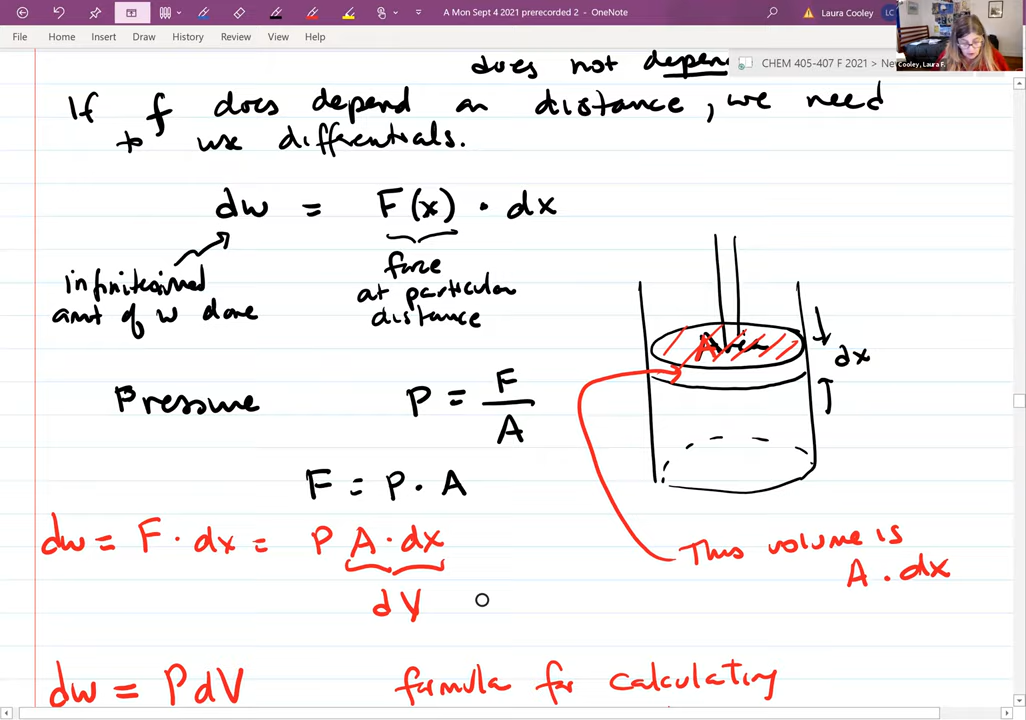 A Mon Sept 4 2021 prerecorded 2 - OneNote
Laura Cooley
LC
File Home Insert Draw History Review View Help
CHEM 405-407 F 2021 >
Cooley, Laura F.
does not depen
If f does depend on distance, we need
to use differentials.
dw = F(x) · dx
infinitesimal
amt of w done
force
at particular
distance
Area
dx
Pressure P = F/A
F = P · A
dw = F · dx = P A · dx
dV
This volume is
A · dx
dw = PdV formula for calculating